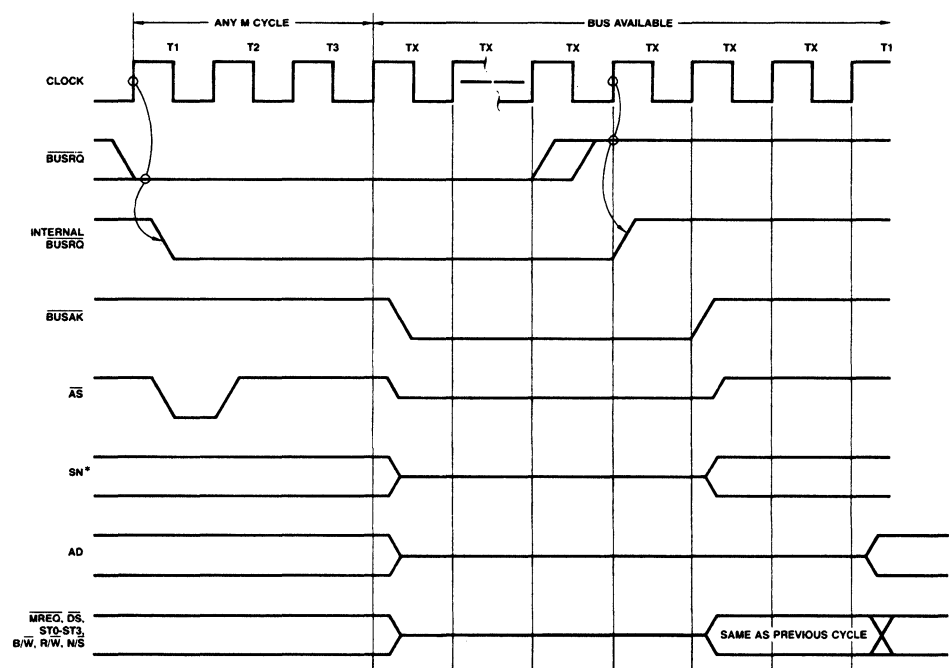 ANY M CYCLE BUS AVAILABLE
T1 T2 T3 TX TX TX TX TX TX T1
CLOCK
BUSRQ
INTERNAL
BUSRQ
BUSAK
AS
SN*
AD
MREQ, DS,
ST0-ST3,
B/W, R/W, N/S
SAME AS PREVIOUS CYCLE